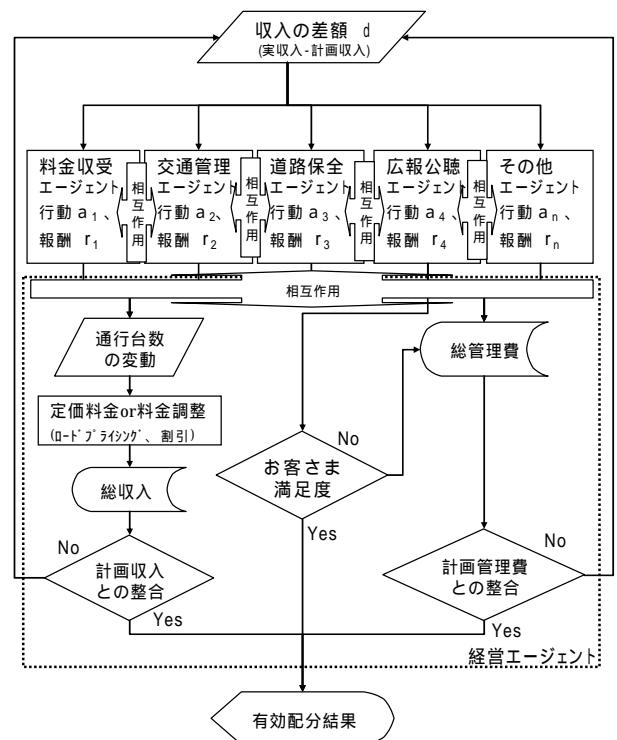 収入の差額 d
(実収入-計画収入)
料金収受
エージェント
行動 a1、
報酬 r1
相互作用
交通管理
エージェント
行動 a2、
報酬 r2
相互作用
道路保全
エージェント
行動 a3、
報酬 r3
相互作用
広報公聴
エージェント
行動 a4、
報酬 r4
相互作用
その他
エージェント
行動 an、
報酬 rn
相互作用
通行台数
の変動
総管理費
定価料金or料金調整
(ﾛｰﾄﾞﾌﾟﾗｲｼﾝｸﾞ、割引)
総収入
お客さま
満足度
No
Yes
No
計画収入
との整合
Yes
No
計画管理費
との整合
Yes
経営エージェント
有効配分結果